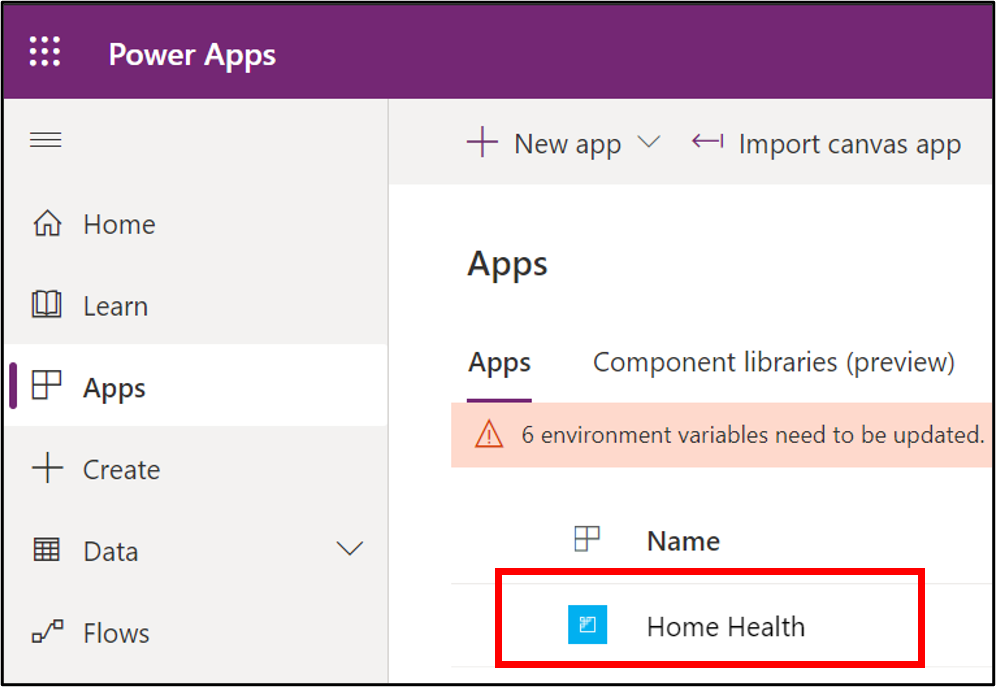 Power Apps
New app
Import canvas app
Home
Learn
Apps
Create
Data
Flows
Apps
Apps
Component libraries (preview)
6 environment variables need to be updated.
Name
Home Health